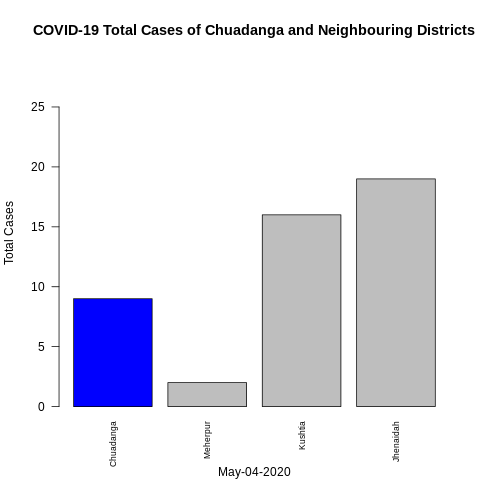 COVID-19 Total Cases of Chuadanga and Neighbouring Districts
25
20
15
10
5
0
Total Cases
Chuadanga
Meherpur
Kushtia
Jhenaidah
May-04-2020